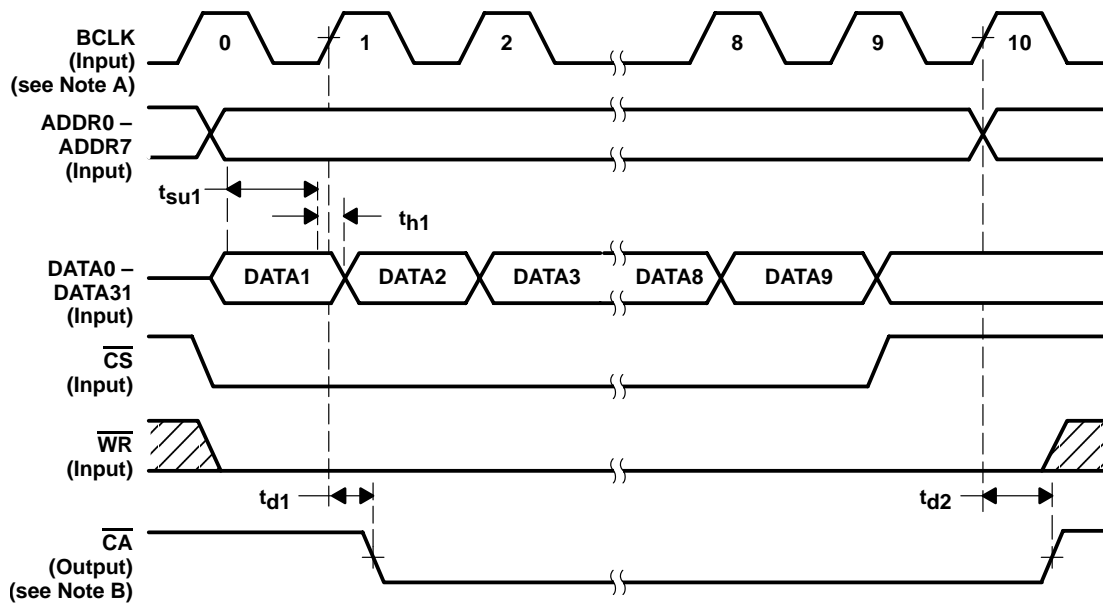 BCLK
(Input)
(see Note A)
0 1 2 8 9 10
ADDR0 –
ADDR7
(Input)
tsu1
th1
DATA0 –
DATA31
(Input)
DATA1 DATA2 DATA3 DATA8 DATA9
CS
(Input)
WR
(Input)
td1
td2
CA
(Output)
(see Note B)